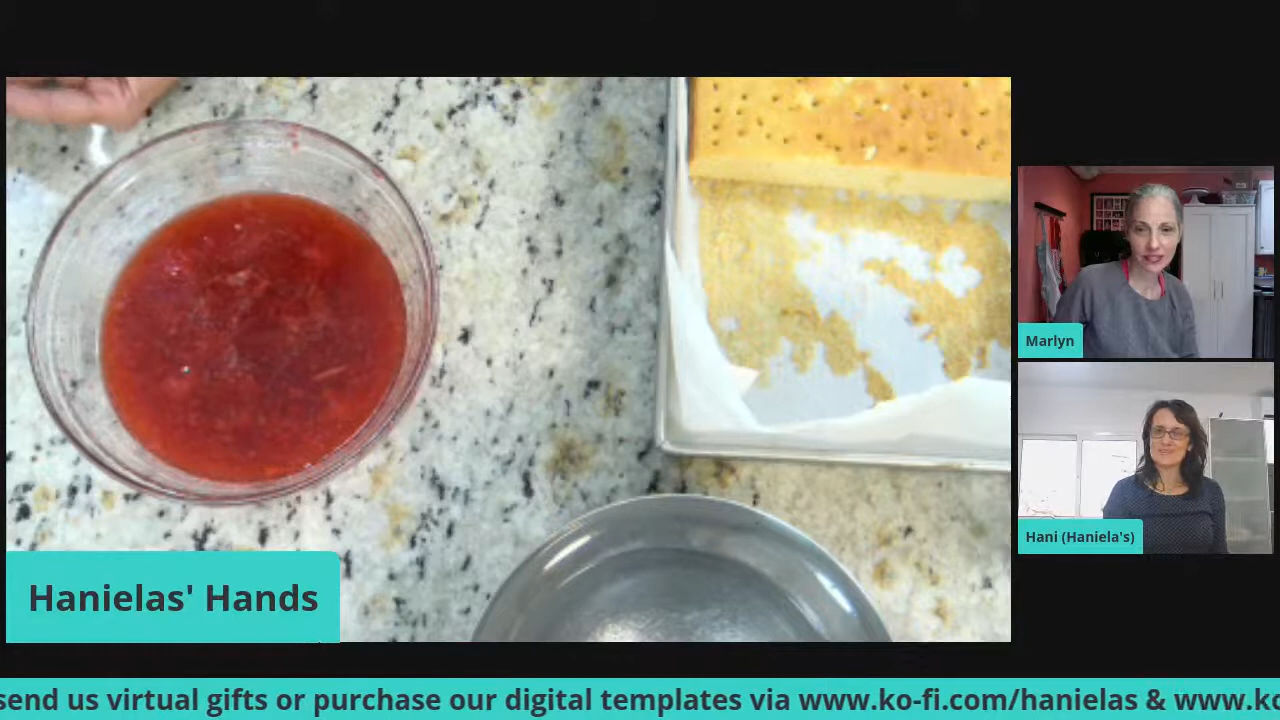 Marlyn
Hani (Haniela's)
Hanielas' Hands
send us virtual gifts or purchase our digital templates via www.ko-fi.com/hanielas & www.ko